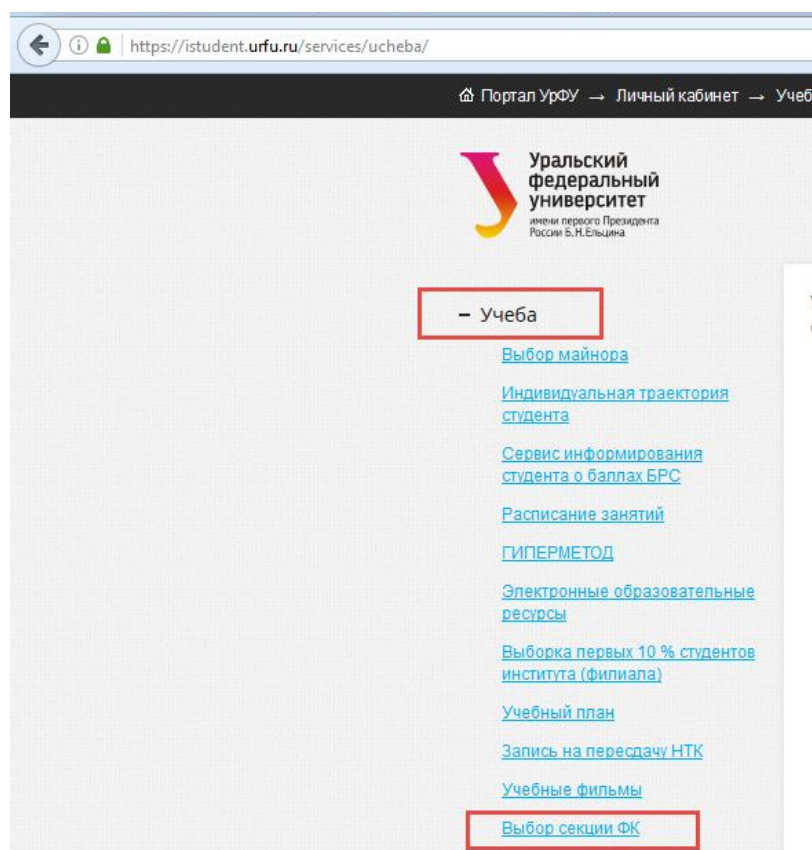 https://istudent.urfu.ru/services/ucheba/
Портал УрФУ → Личный кабинет → Учеб
Уральский
федеральный
университет
имени первого Президента
России Б.Н.Ельцина
– Учеба
Выбор майнора
Индивидуальная траектория
студента
Сервис информирования
студента о баллах БРС
Расписание занятий
ГИПЕРМЕТОД
Электронные образовательные
ресурсы
Выборка первых 10 % студентов
института (филиала)
Учебный план
Запись на пересдачу НТК
Учебные фильмы
Выбор секции ФК